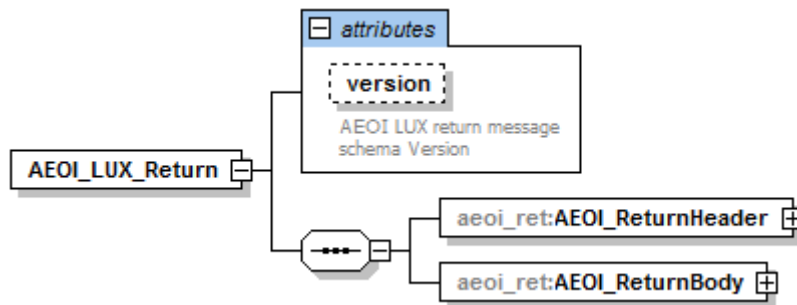 attributes
version
AEOI LUX return message
schema Version
AEOI_LUX_Return
aeoi_ret:AEOI_ReturnHeader
aeoi_ret:AEOI_ReturnBody